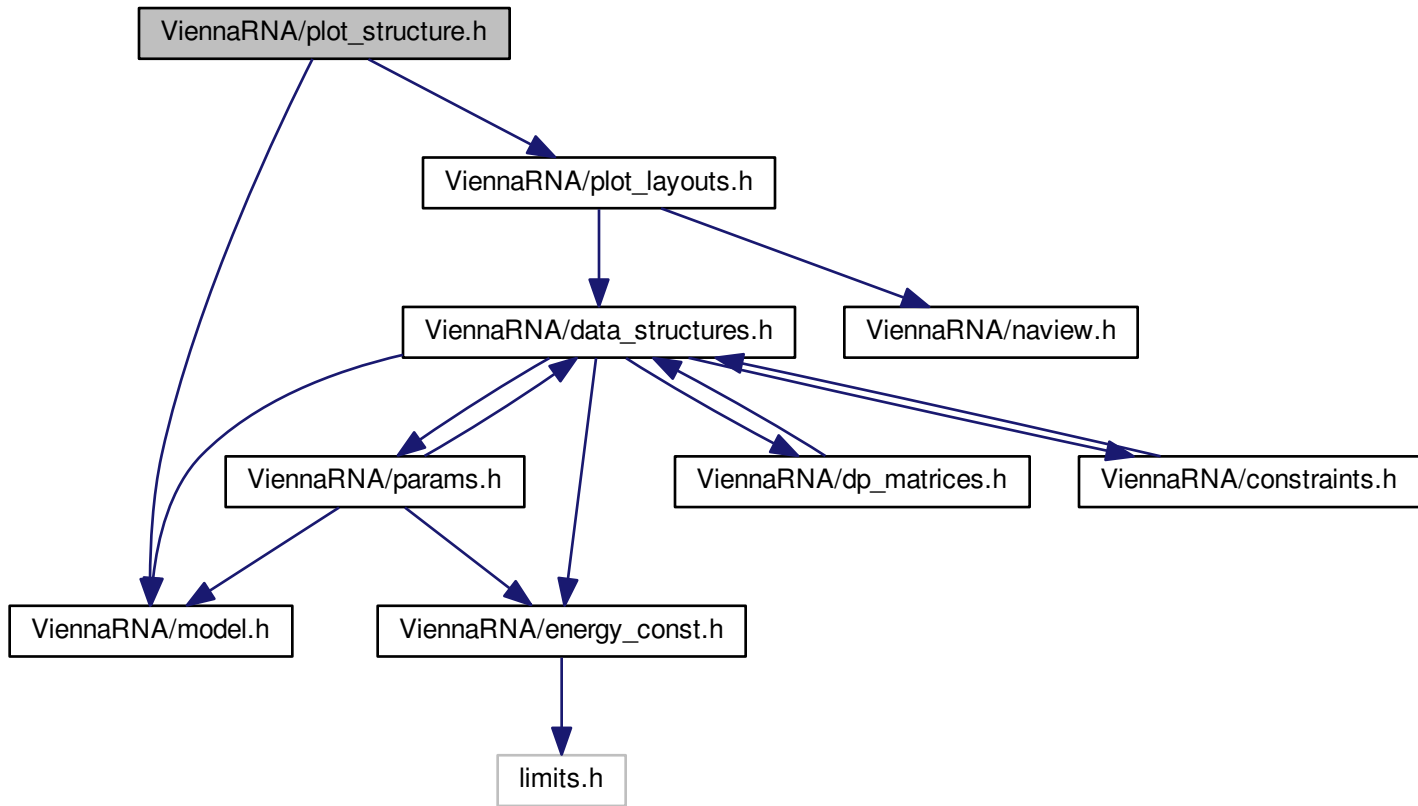 ViennaRNA/plot_structure.h
ViennaRNA/plot_layouts.h
ViennaRNA/data_structures.h
ViennaRNA/naview.h
ViennaRNA/params.h
ViennaRNA/dp_matrices.h
ViennaRNA/constraints.h
ViennaRNA/model.h
ViennaRNA/energy_const.h
limits.h